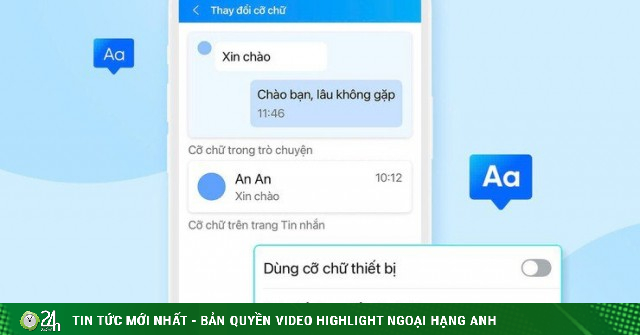 Thay đổi cỡ chữ
Aa
Xin chào
Chào bạn, lâu không gặp
11:46
Cỡ chữ trong trò chuyện
An An 10:12
Xin chào
Aa
Cỡ chữ trên trang Tin nhắn
Dùng cỡ chữ thiết bị
24h
TIN TỨC MỚI NHẤT - BẢN QUYỀN VIDEO HIGHLIGHT NGOẠI HẠNG ANH